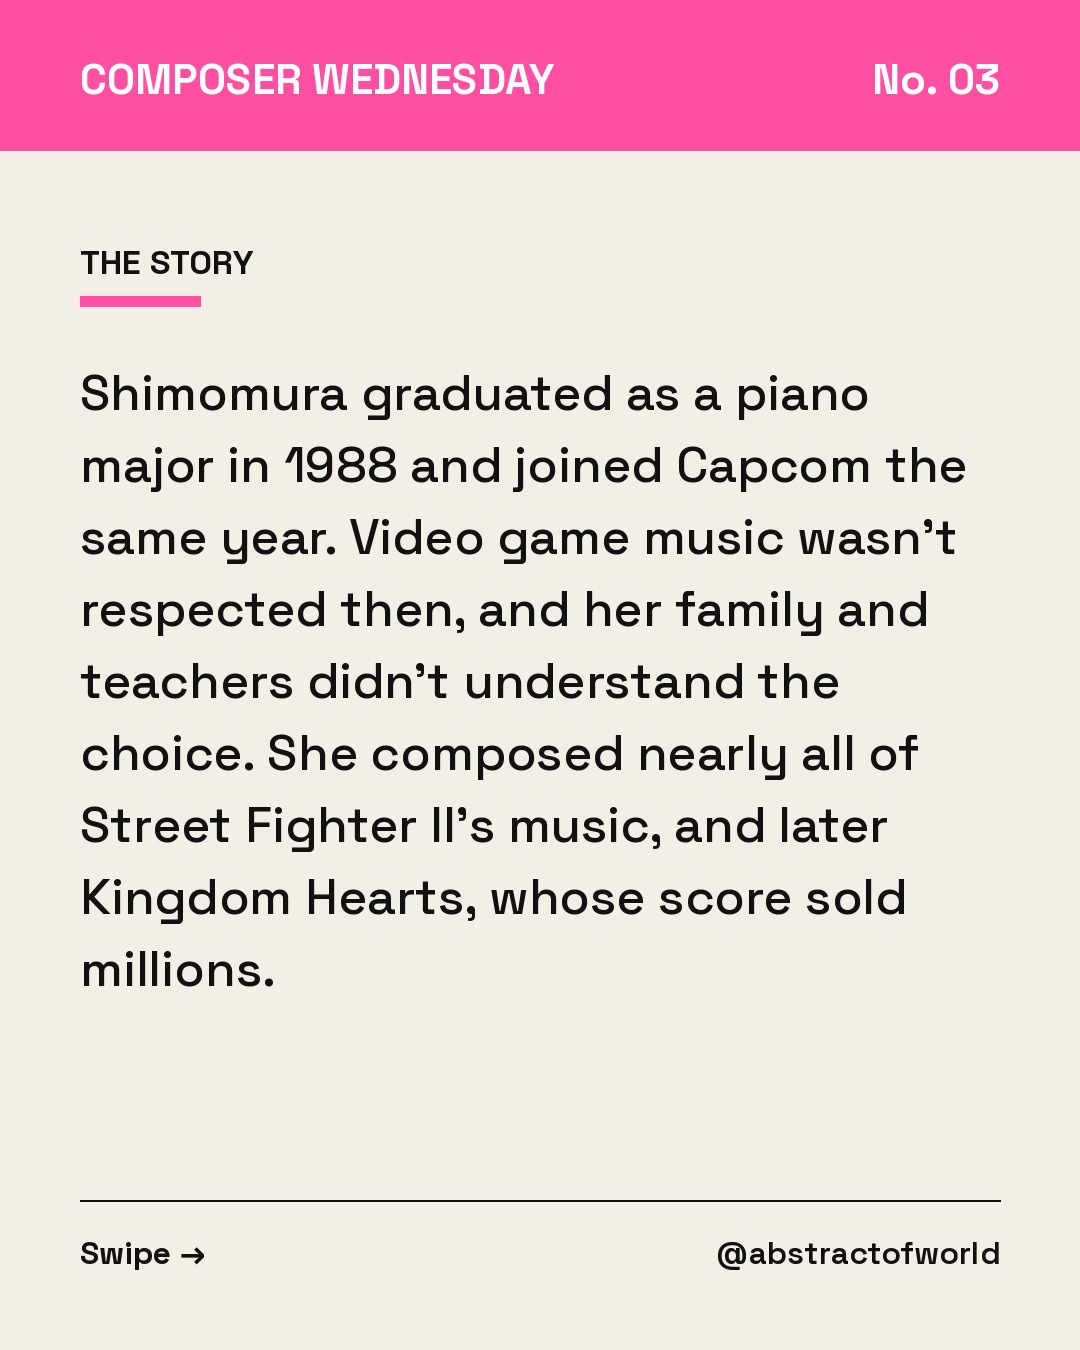 COMPOSER WEDNESDAY
No. 03
THE STORY
Shimomura graduated as a piano
major in 1988 and joined Capcom the
same year. Video game music wasn’t
respected then, and her family and
teachers didn’t understand the
choice. She composed nearly all of
Street Fighter II’s music, and later
Kingdom Hearts, whose score sold
millions.
Swipe →
@abstractofworld